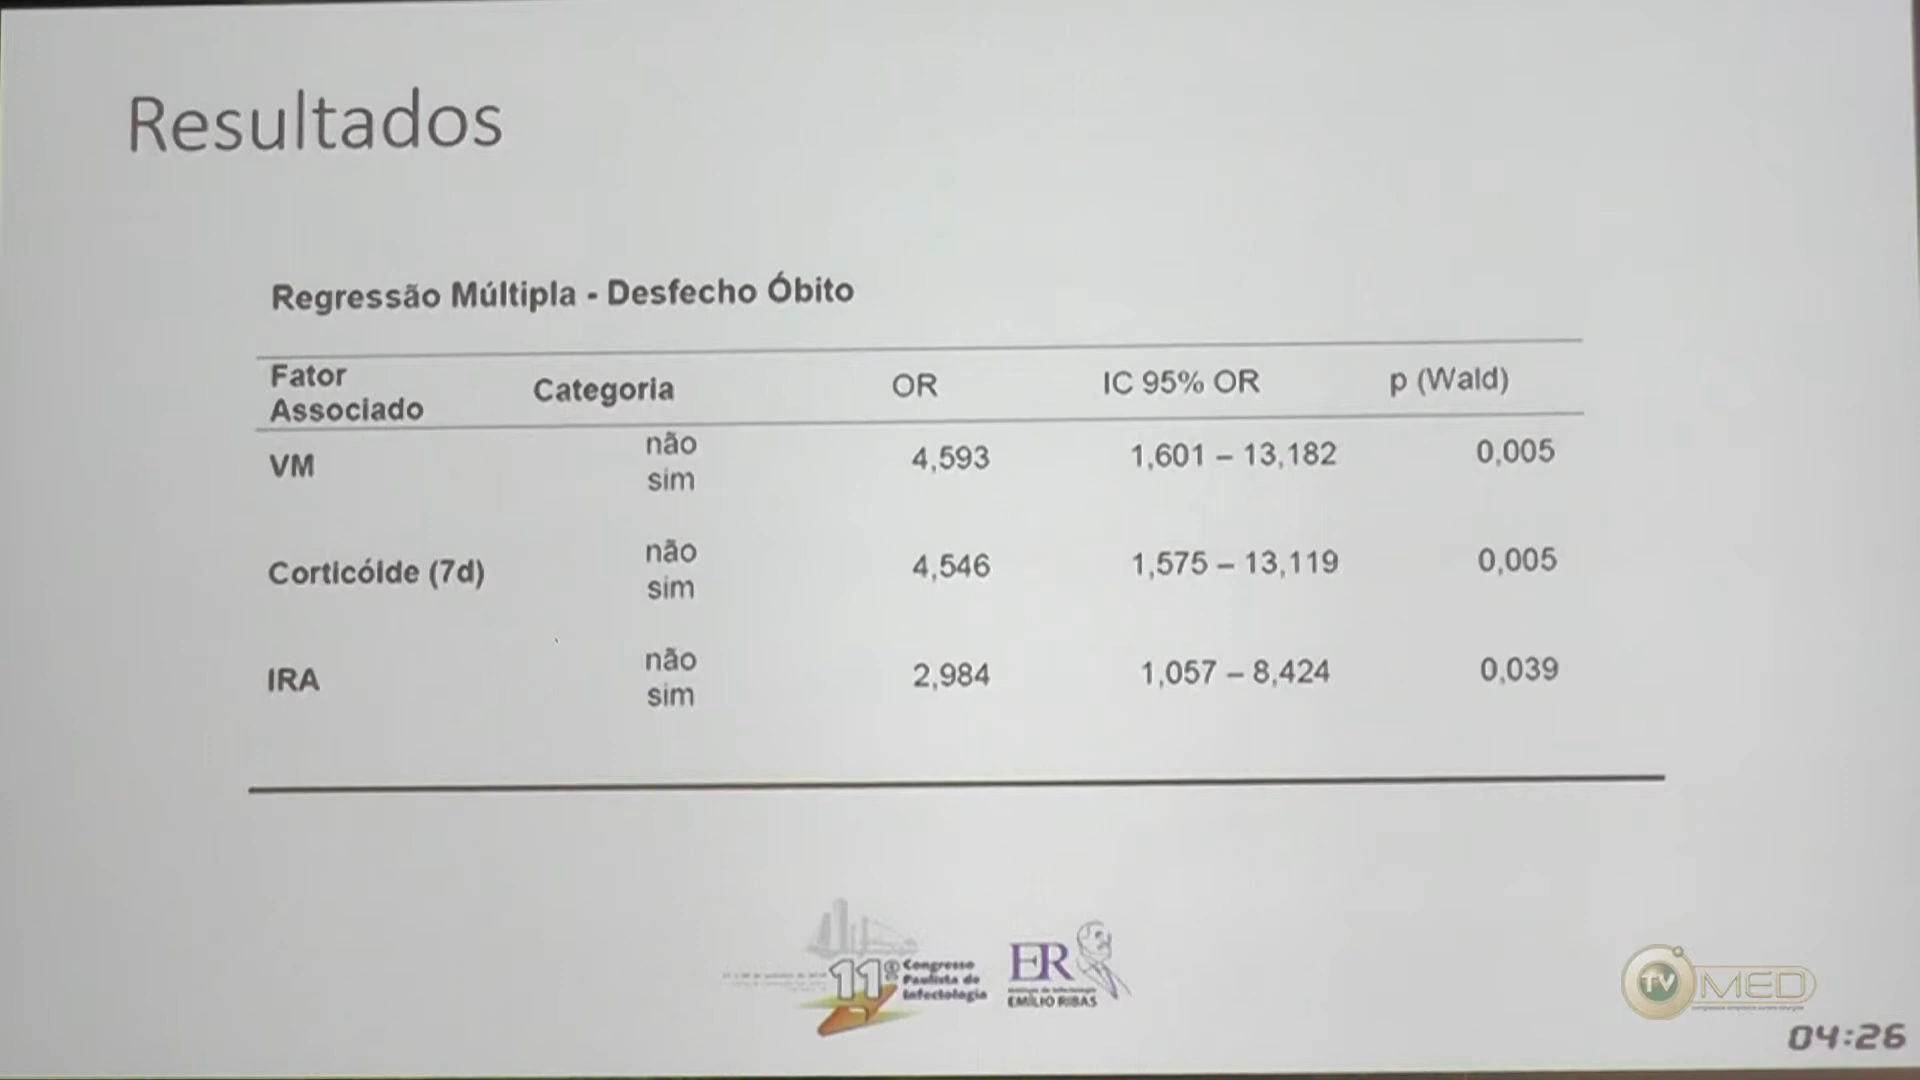 Resultados
Regressão Múltipla - Desfecho Óbito
Fator Associado Categoria OR IC 95% OR p (Wald)
VM não sim 4,593 1,601 – 13,182 0,005
Corticóide (7d) não sim 4,546 1,575 – 13,119 0,005
IRA não sim 2,984 1,057 – 8,424 0,039
11º Congresso
Paulista de
Infectologia
ER
EMÍLIO RIBAS
TV MED
04:26